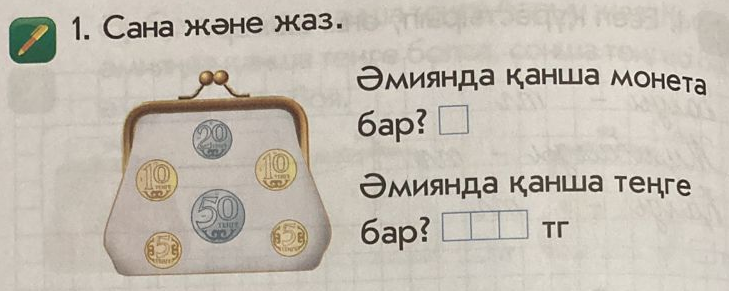 1. Сана және жаз.
Әмиянда қанша монета
бар?
Әмиянда қанша теңге
бар? тг
20
10
10
50
5
5